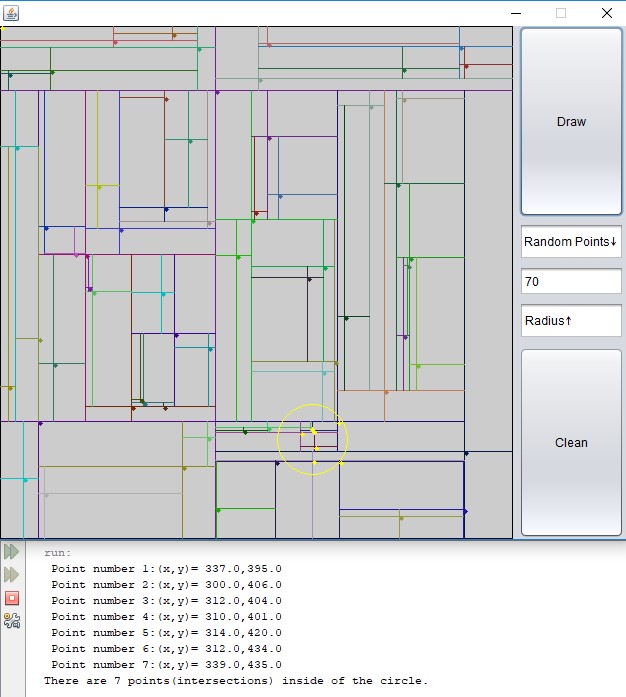 Draw
Random Points↓
70
Radius↑
Clean
run:
Point number 1:(x,y)= 337.0,395.0
Point number 2:(x,y)= 300.0,406.0
Point number 3:(x,y)= 312.0,404.0
Point number 4:(x,y)= 310.0,401.0
Point number 5:(x,y)= 314.0,420.0
Point number 6:(x,y)= 312.0,434.0
Point number 7:(x,y)= 339.0,435.0
There are 7 points(intersections) inside of the circle.